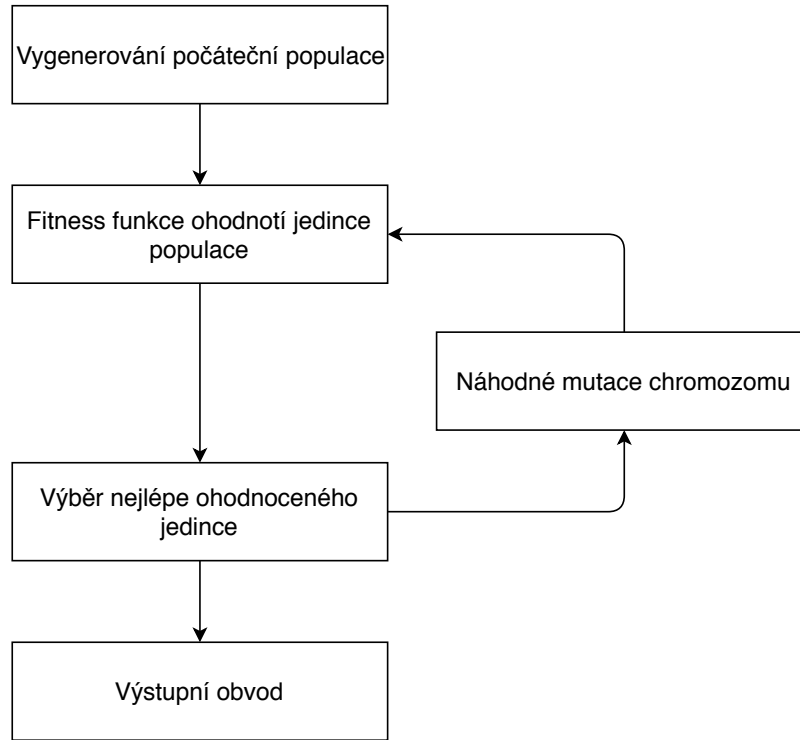 Vygenerování počáteční populace
Fitness funkce ohodnotí jedince
populace
Náhodné mutace chromozomu
Výběr nejlépe ohodnoceného
jedince
Výstupní obvod